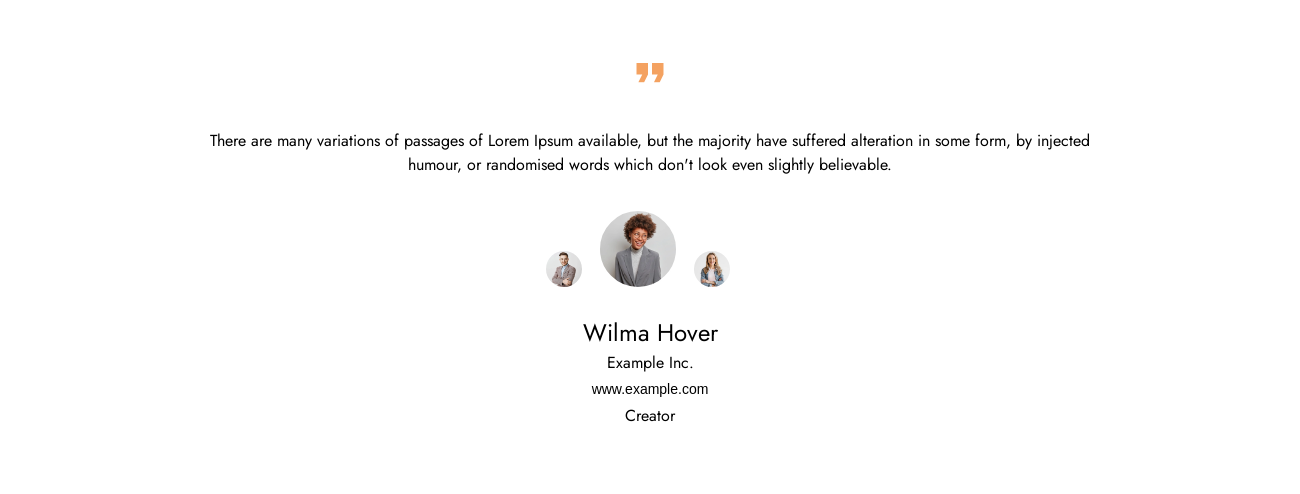 ”
There are many variations of passages of Lorem Ipsum available, but the majority have suffered alteration in some form, by injected
humour, or randomised words which don't look even slightly believable.
Wilma Hover
Example Inc.
www.example.com
Creator